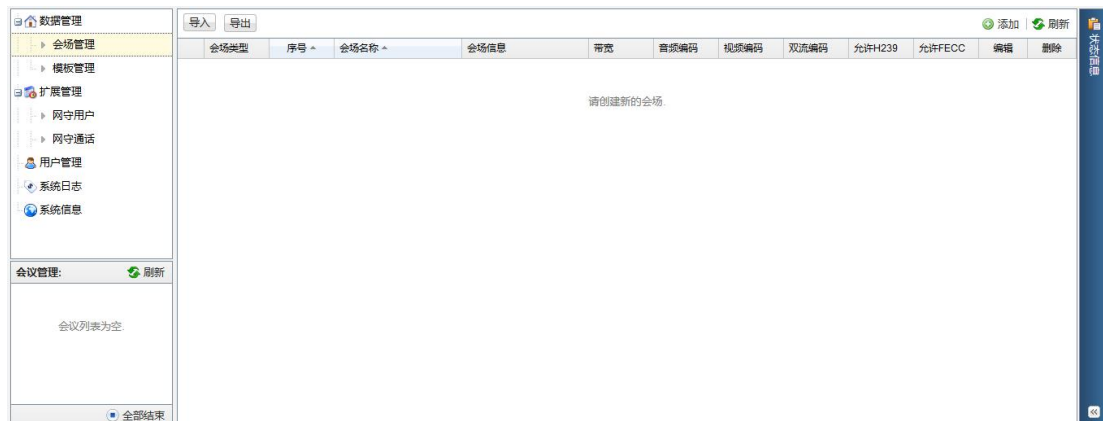 数据管理
会场管理
模板管理
扩展管理
网守用户
网守通话
用户管理
系统日志
系统信息
会议管理: 刷新
会议列表为空.
全部结束
导入 导出 添加 刷新
会场类型 序号 会场名称 会场信息 带宽 音频编码 视频编码 双流编码 允许H239 允许FECC 编辑 删除
请创建新的会场.
状态信息